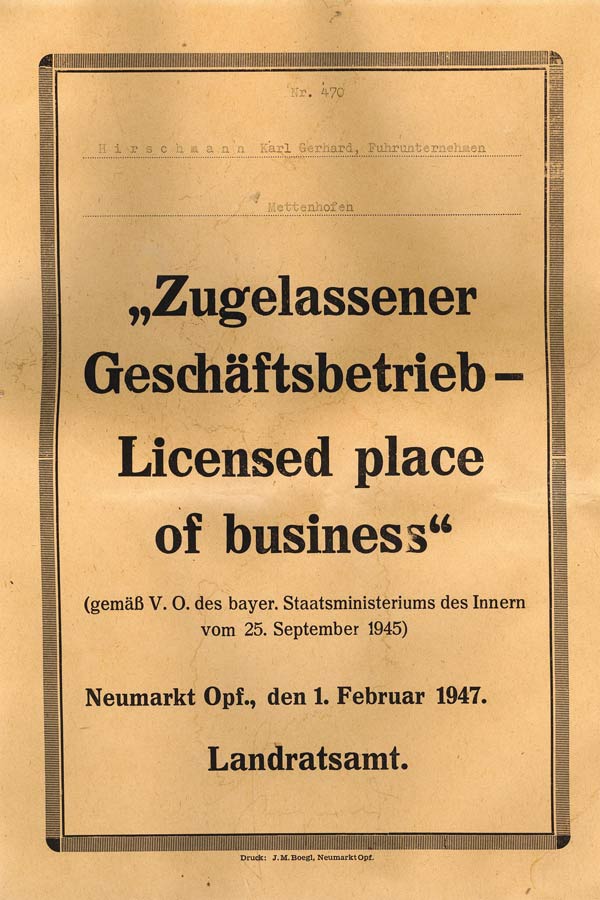 Nr. 470
Hirschmann Karl Gerhard, Fuhrunternehmen
Mettenhofen
„Zugelassener
Geschäftsbetrieb –
Licensed place
of business“
(gemäß V. O. des bayer. Staatsministeriums des Innern
vom 25. September 1945)
Neumarkt Opf., den 1. Februar 1947.
Landratsamt.
Druck: J. M. Boegl, Neumarkt Opf.